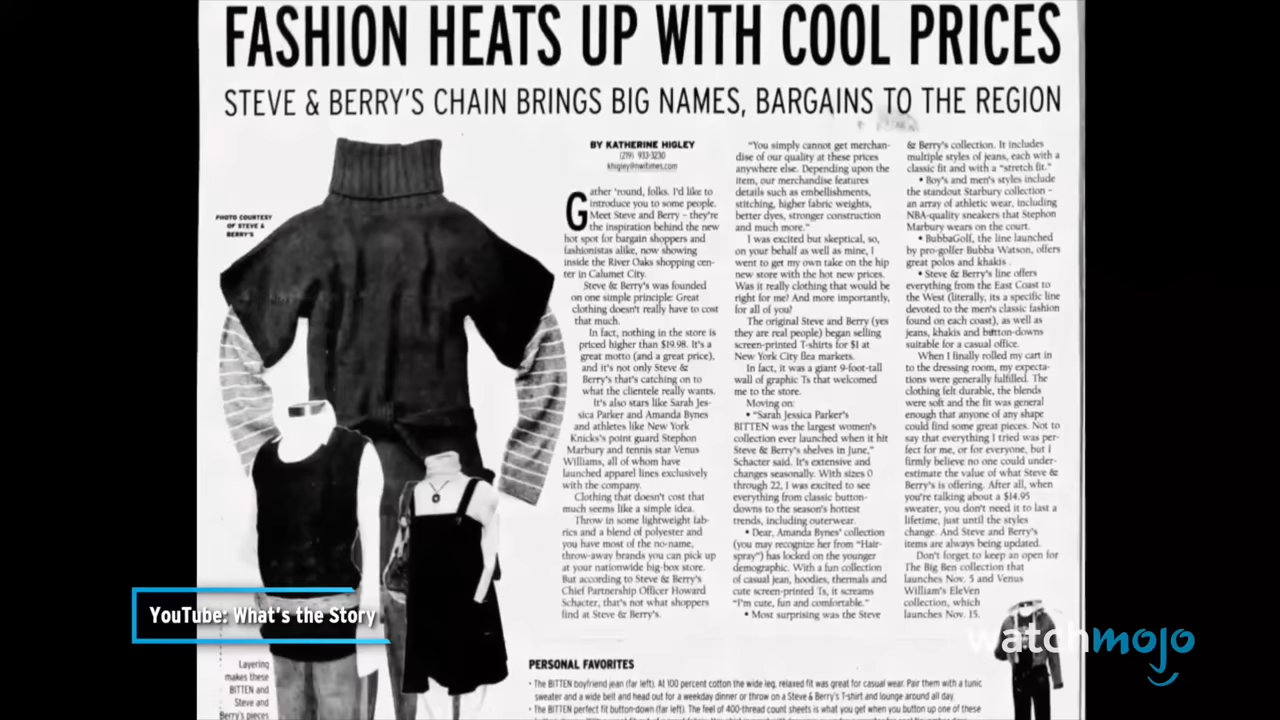 FASHION HEATS UP WITH COOL PRICES
STEVE & BERRY'S CHAIN BRINGS BIG NAMES, BARGAINS TO THE REGION
PHOTO COURTESY
OF STEVE &
BERRY'S
BY KATHERINE HIGLEY
(219) 933-3230
khigley@nwitimes.com
Gather 'round, folks. I'd like to
introduce you to some people.
Meet Steve and Berry – they're
the inspiration behind the new
hot spot for bargain shoppers and
fashionistas alike, now showing
inside the River Oaks shopping cen-
ter in Calumet City.
Steve & Berry's was founded
on one simple principle: Great
clothing doesn't really have to cost
that much.
In fact, nothing in the store is
priced higher than $19.98. It's a
great motto (and a great price),
and it's not only Steve &
Berry's that's catching on to
what the clientele really wants.
It's also stars like Sarah Jes-
sica Parker and Amanda Bynes
and athletes like New York
Knicks's point guard Stephon
Marbury and tennis star Venus
Williams, all of whom have
launched apparel lines exclusively
with the company.
Clothing that doesn't cost that
much seems like a simple idea.
Throw in some lightweight fab-
rics and a blend of polyester and
you have most of the no-name,
throw-away brands you can pick up
at your nationwide big-box store.
But according to Steve & Berry's
Chief Partnership Officer Howard
Schacter, that's not what shoppers
find at Steve & Berry's.
"You simply cannot get merchan-
dise of our quality at these prices
anywhere else. Depending upon the
item, our merchandise features
details such as embellishments,
stitching, higher fabric weights,
better dyes, stronger construction
and much more."
I was excited but skeptical, so,
on your behalf as well as mine, I
went to get my own take on the hip
new store with the hot new prices.
Was it really clothing that would be
right for me? And more importantly,
for all of you?
The original Steve and Berry (yes
they are real people) began selling
screen-printed T-shirts for $1 at
New York City flea markets.
In fact, it was a giant 9-foot-tall
wall of graphic Ts that welcomed
me to the store.
Moving on:
• "Sarah Jessica Parker's
BITTEN was the largest women's
collection ever launched when it hit
Steve & Berry's shelves in June,"
Schacter said. It's extensive and
changes seasonally. With sizes 0
through 22, I was excited to see
everything from classic button-
downs to the season's hottest
trends, including outerwear.
• Dear, Amanda Bynes' collection
(you may recognize her from "Hair-
spray") has locked on the younger
demographic. With a fun collection
of casual jean, hoodies, thermals and
cute screen-printed Ts, it screams
"I'm cute, fun and comfortable."
• Most surprising was the Steve
& Berry's collection. It includes
multiple styles of jeans, each with a
classic fit and with a "stretch fit."
• Boy's and men's styles include
the standout Starbury collection –
an array of athletic wear, including
NBA-quality sneakers that Stephon
Marbury wears on the court.
• BubbaGolf, the line launched
by pro-golfer Bubba Watson, offers
great polos and khakis .
• Steve & Berry's line offers
everything from the East Coast to
the West (literally, its a specific line
devoted to the men's classic fashion
found on each coast), as well as
jeans, khakis and button-downs
suitable for a casual office.
When I finally rolled my cart in
to the dressing room, my expecta-
tions were generally fulfilled. The
clothing felt durable, the blends
were soft and the fit was general
enough that anyone of any shape
could find some great pieces. Not to
say that everything I tried was per-
fect for me, or for everyone, but I
firmly believe no one could under-
estimate the value of what Steve &
Berry's is offering. After all, when
you're talking about a $14.95
sweater, you don't need it to last a
lifetime, just until the styles
change. And Steve and Berry's
items are always being updated.
Don't forget to keep an open for
The Big Ben collection that
launches Nov. 5 and Venus
William's EleVen
collection, which
launches Nov. 15.
YouTube: What's the Story
watchmojo
Layering
makes these
BITTEN and
Steve and
Berry's pieces
PERSONAL FAVORITES
• The BITTEN boyfriend jean (far left). At 100 percent cotton the wide leg, relaxed fit was great for casual wear. Pair them with a tunic
sweater and a wide belt and head out for a weekday dinner or throw on a Steve & Berry's T-shirt and lounge around all day.
• The BITTEN perfect fit button-down (far left). The feel of 400-thread count sheets is what you get when you button up one of these